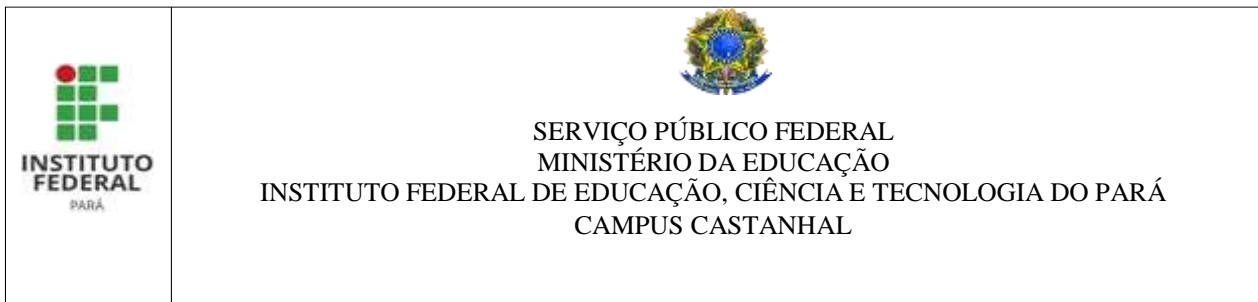 INSTITUTO
FEDERAL
PARÁ
SERVIÇO PÚBLICO FEDERAL
MINISTÉRIO DA EDUCAÇÃO
INSTITUTO FEDERAL DE EDUCAÇÃO, CIÊNCIA E TECNOLOGIA DO PARÁ
CAMPUS CASTANHAL